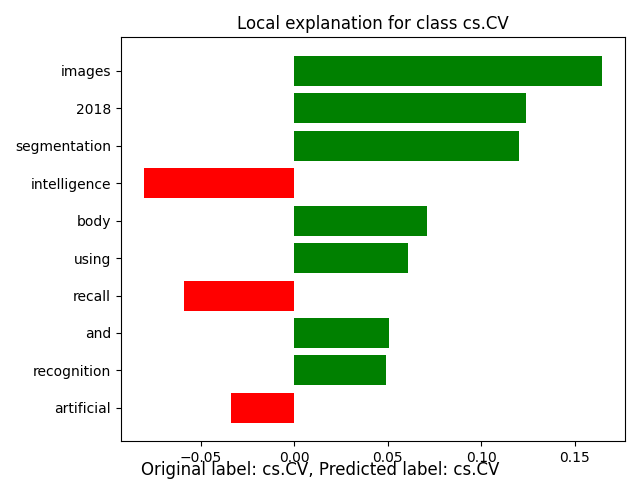 Local explanation for class cs.CV
images
2018
segmentation
intelligence
body
using
recall
and
recognition
artificial
−0.05 0.00 0.05 0.10 0.15
Original label: cs.CV, Predicted label: cs.CV